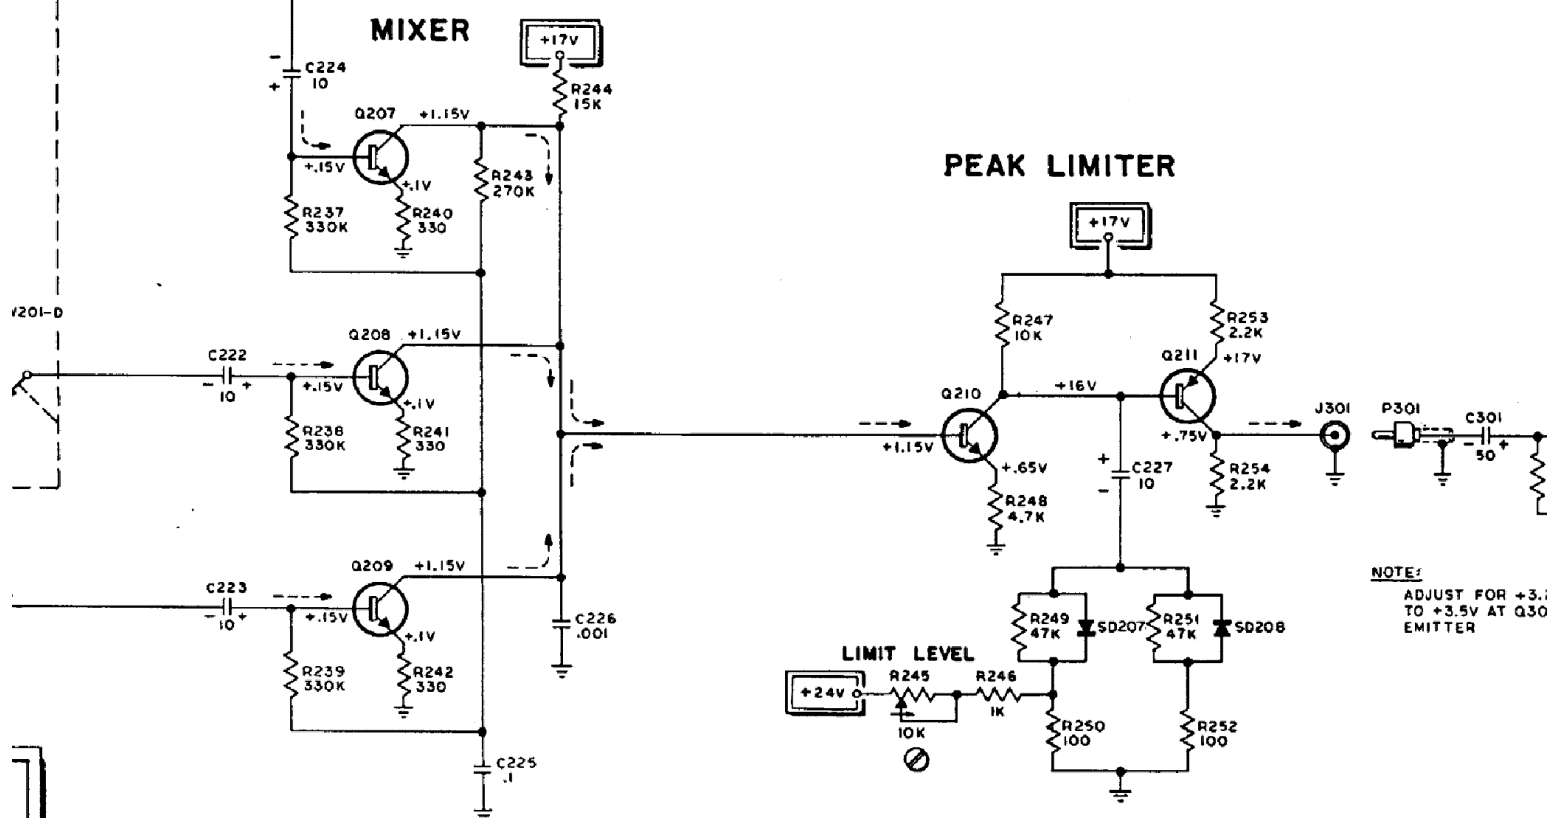 MIXER
+17V
C224
10
R244
15K
Q207
+1.15V
+.15V
+.1V
R243
270K
R237
330K
R240
330
PEAK LIMITER
+17V
V201-D
Q208
+1.15V
C222
- 10 +
+.15V
+.1V
R238
330K
R241
330
R247
10K
R253
2.2K
Q211
+17V
Q210
+16V
+1.15V
+.65V
+.75V
J301
P301
C301
- 50 +
R248
4.7K
C227
10
R254
2.2K
Q209
+1.15V
C223
- 10 +
+.15V
+.1V
C226
.001
R239
330K
R242
330
NOTE:
ADJUST FOR +3.2
TO +3.5V AT Q30
EMITTER
R249
47K
SD207
R251
47K
SD208
LIMIT LEVEL
+24V
R245
10K
R246
1K
R250
100
R252
100
C225
.1